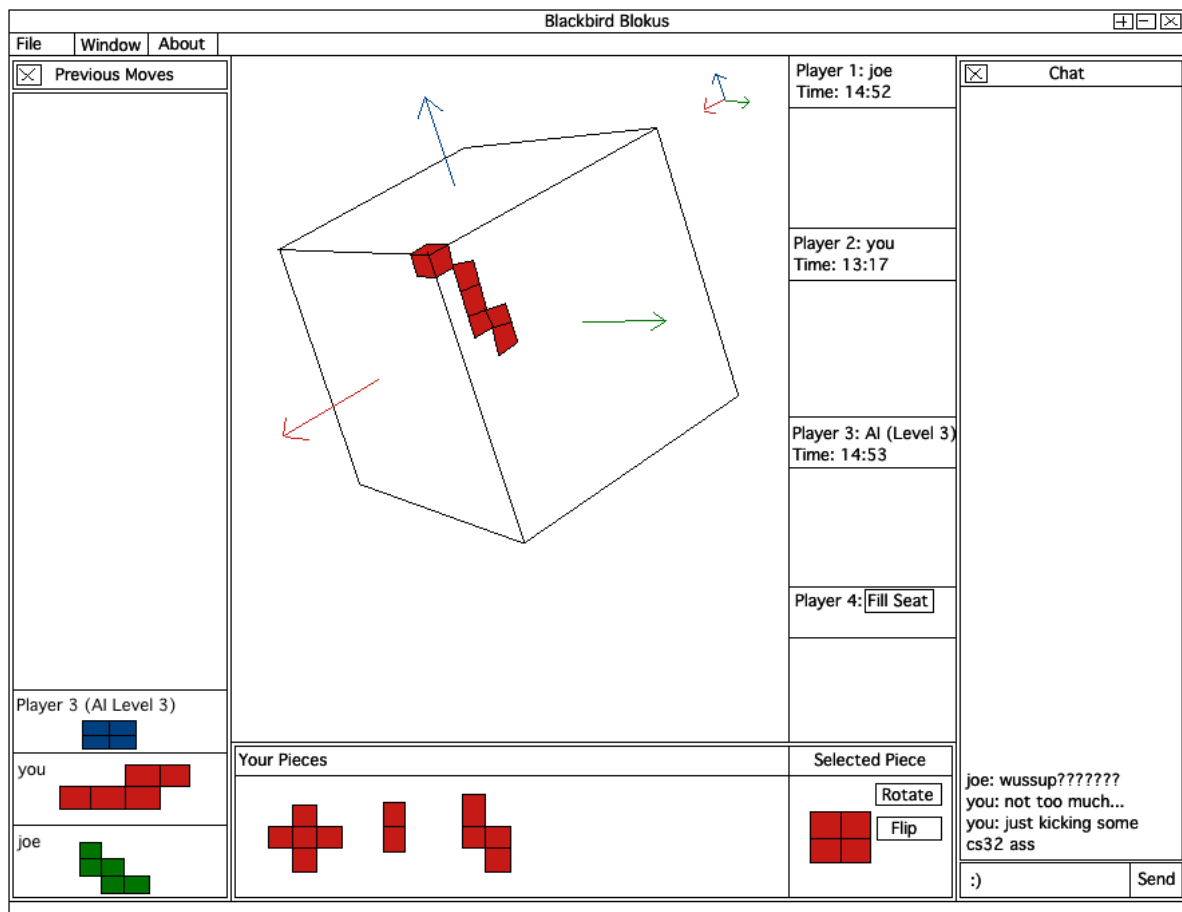 Blackbird Blokus
File
Window
About
Previous Moves
Player 3 (AI Level 3)
you
joe
Player 1: joe
Time: 14:52
Player 2: you
Time: 13:17
Player 3: AI (Level 3)
Time: 14:53
Player 4: Fill Seat
Your Pieces
Selected Piece
Rotate
Flip
Chat
joe: wussup???????
you: not too much...
you: just kicking some
cs32 ass
:)
Send